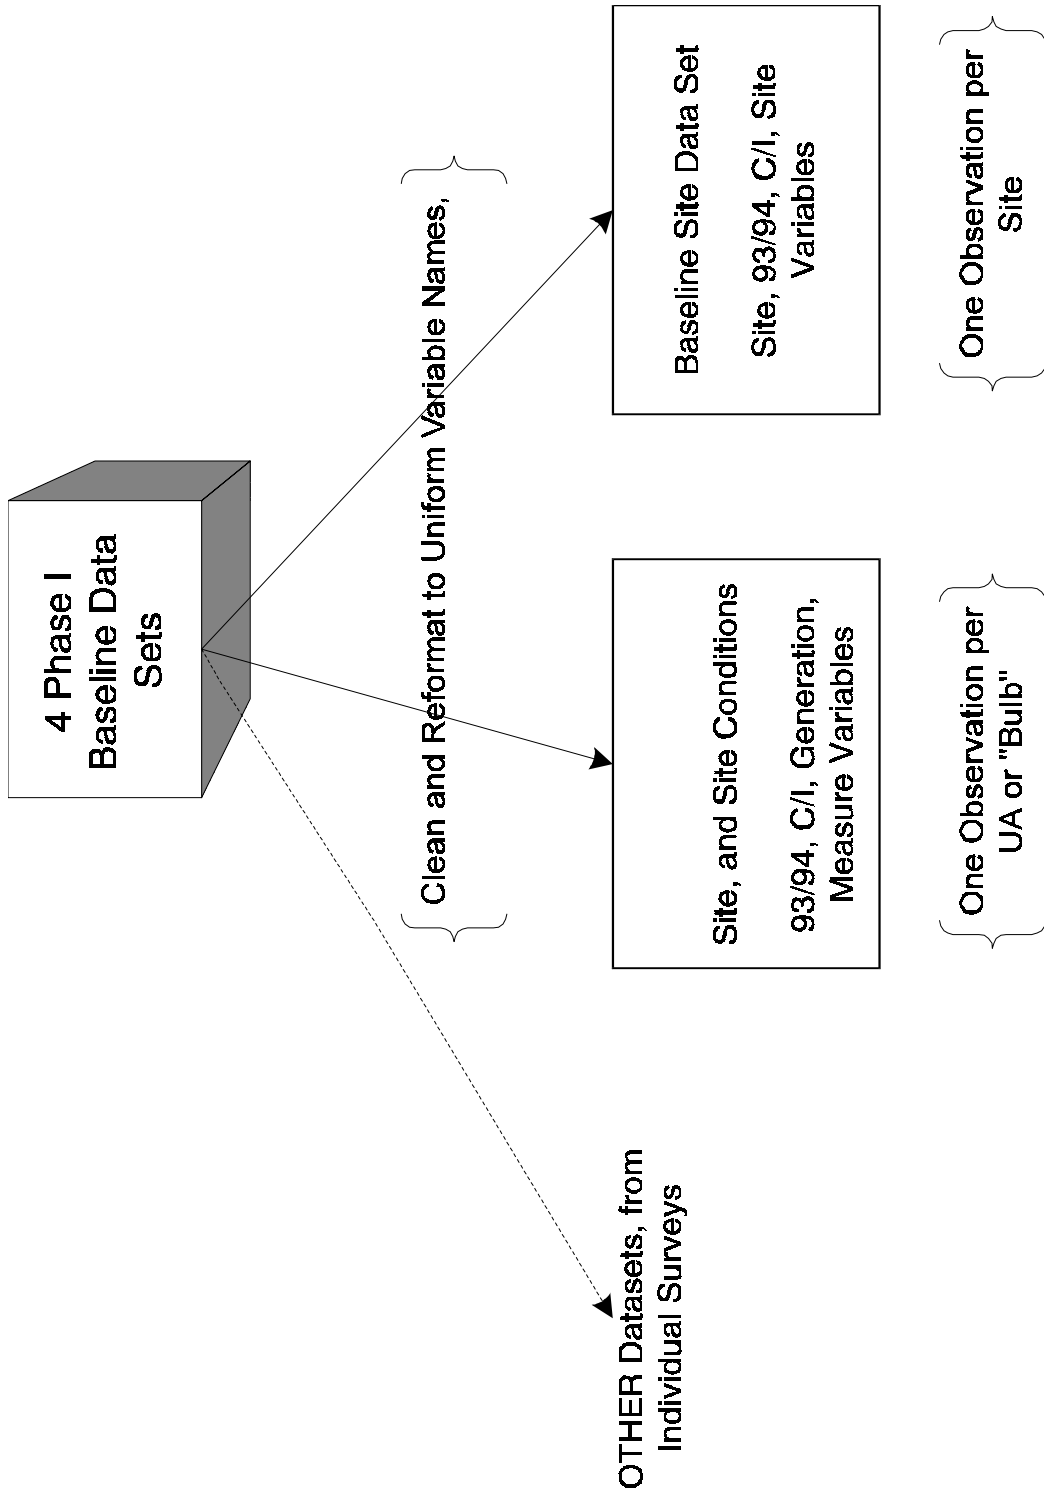 4 Phase I
Baseline Data
Sets
Clean and Reformat to Uniform Variable Names,
OTHER Datasets, from
Individual Surveys
Site, and Site Conditions
93/94, C/I, Generation,
Measure Variables
One Observation per
UA or "Bulb"
Baseline Site Data Set
Site, 93/94, C/I, Site
Variables
One Observation per
Site